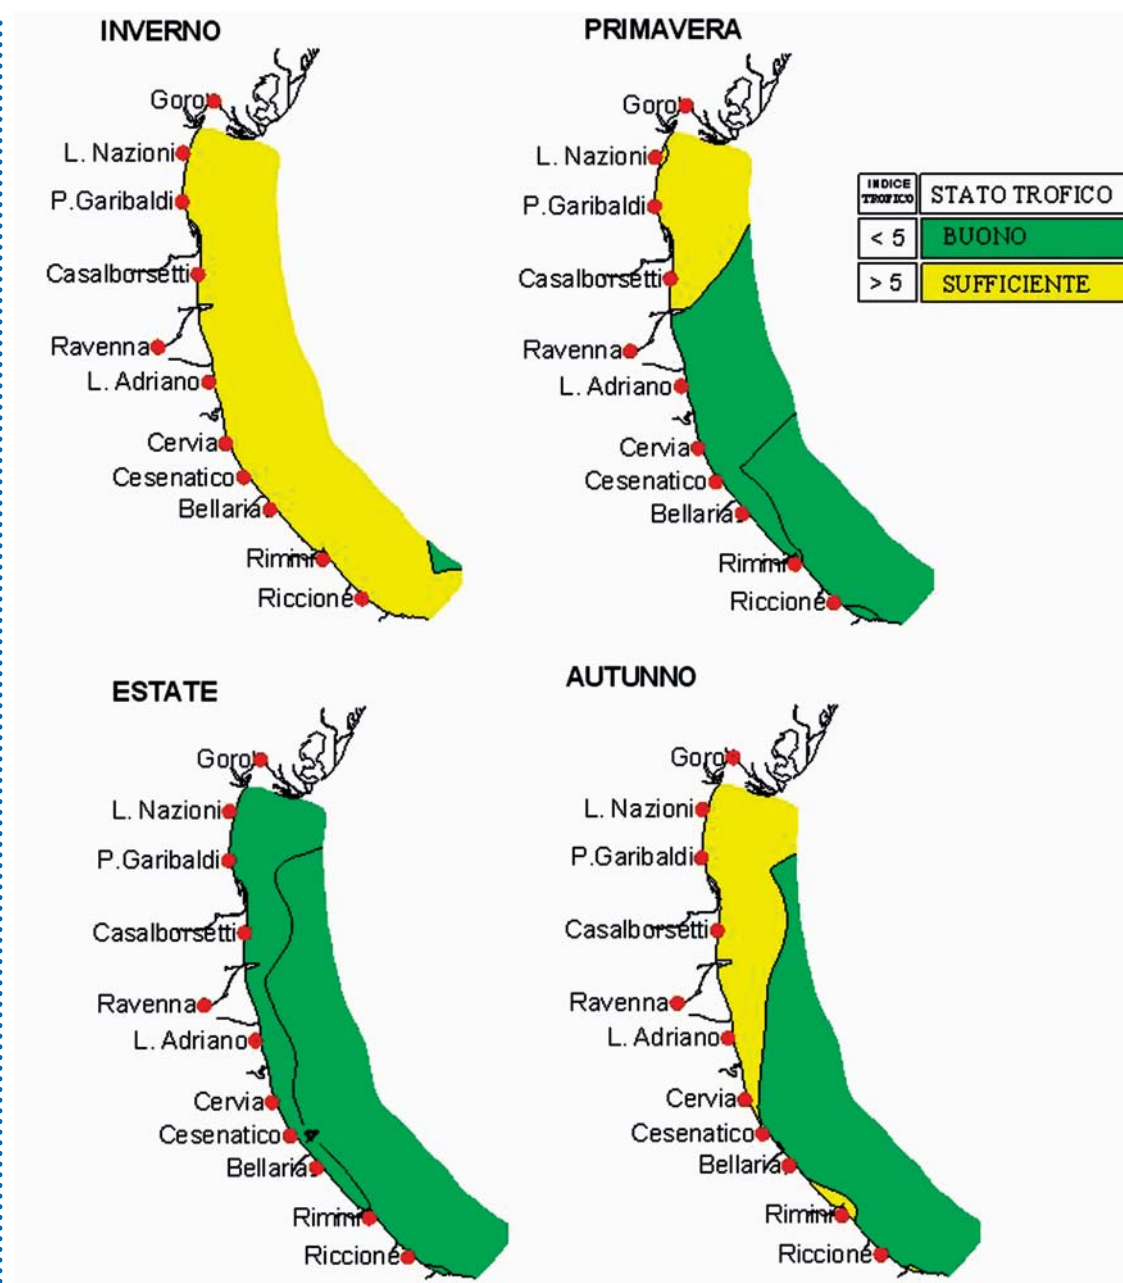 INVERNO
Goro
L. Nazioni
P.Garibaldi
Casalborsetti
Ravenna
L. Adriano
Cervia
Cesenatico
Bellaria
Rimini
Riccione
PRIMAVERA
Goro
L. Nazioni
P.Garibaldi
Casalborsetti
Ravenna
L. Adriano
Cervia
Cesenatico
Bellaria
Rimini
Riccione
INDICE TROFICO STATO TROFICO
< 5 BUONO
> 5 SUFFICIENTE
ESTATE
Goro
L. Nazioni
P.Garibaldi
Casalborsetti
Ravenna
L. Adriano
Cervia
Cesenatico
4
Bellaria
Rimini
Riccione
AUTUNNO
Goro
L. Nazioni
P.Garibaldi
Casalborsetti
Ravenna
L. Adriano
Cervia
Cesenatico
Bellaria
Rimini
Riccione